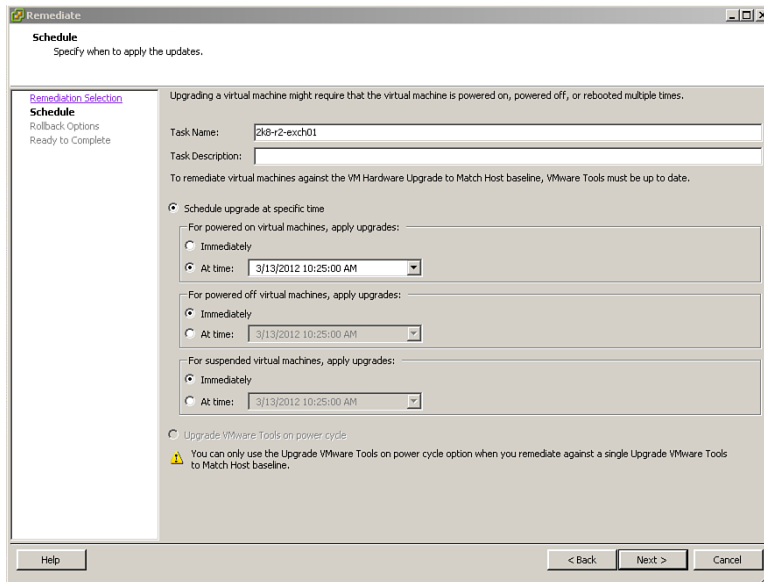 Remediate
Schedule
Specify when to apply the updates.
Remediation Selection
Schedule
Rollback Options
Ready to Complete
Upgrading a virtual machine might require that the virtual machine is powered on, powered off, or rebooted multiple times.
Task Name: 2k8-r2-exch01
Task Description:
To remediate virtual machines against the VM Hardware Upgrade to Match Host baseline, VMware Tools must be up to date.
Schedule upgrade at specific time
For powered on virtual machines, apply upgrades:
Immediately
At time: 3/13/2012 10:25:00 AM
For powered off virtual machines, apply upgrades:
Immediately
At time: 3/13/2012 10:25:00 AM
For suspended virtual machines, apply upgrades:
Immediately
At time: 3/13/2012 10:25:00 AM
Upgrade VMware Tools on power cycle
You can only use the Upgrade VMware Tools on power cycle option when you remediate against a single Upgrade VMware Tools
to Match Host baseline.
Help < Back Next > Cancel